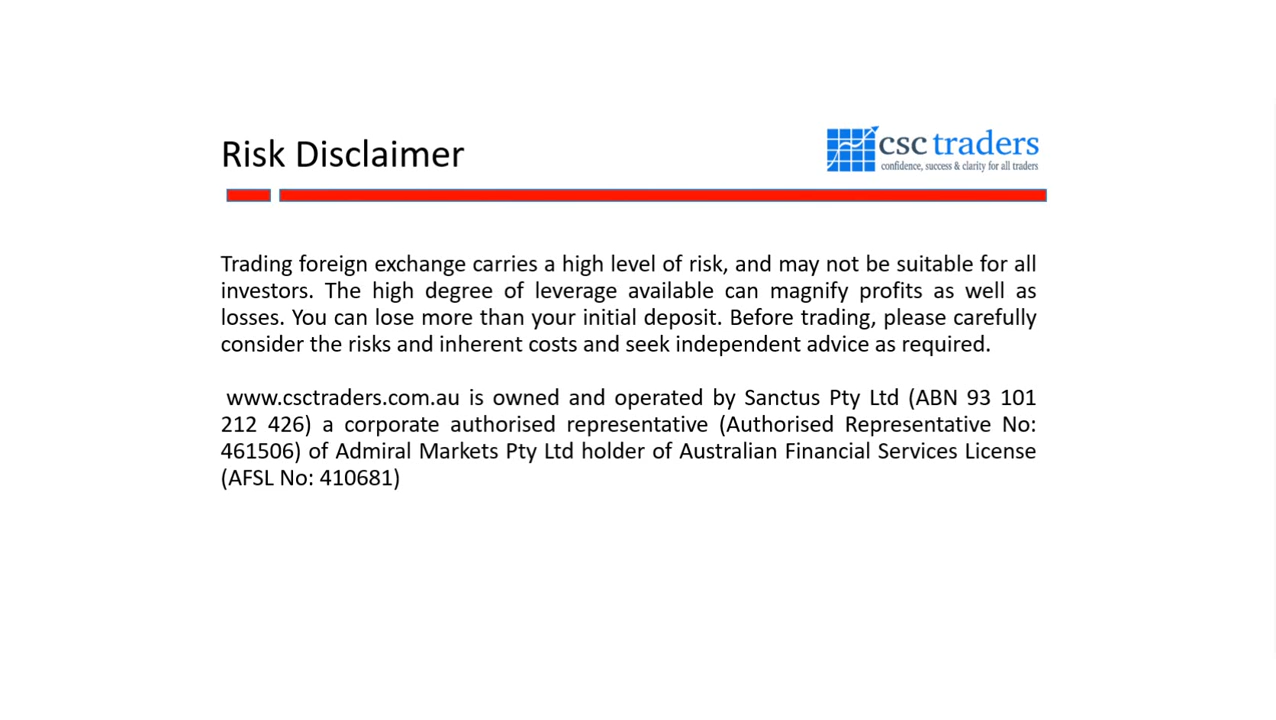 Risk Disclaimer
csc traders
confidence, success & clarity for all traders
Trading foreign exchange carries a high level of risk, and may not be suitable for all
investors. The high degree of leverage available can magnify profits as well as
losses. You can lose more than your initial deposit. Before trading, please carefully
consider the risks and inherent costs and seek independent advice as required.
www.csctraders.com.au is owned and operated by Sanctus Pty Ltd (ABN 93 101
212 426) a corporate authorised representative (Authorised Representative No:
461506) of Admiral Markets Pty Ltd holder of Australian Financial Services License
(AFSL No: 410681)